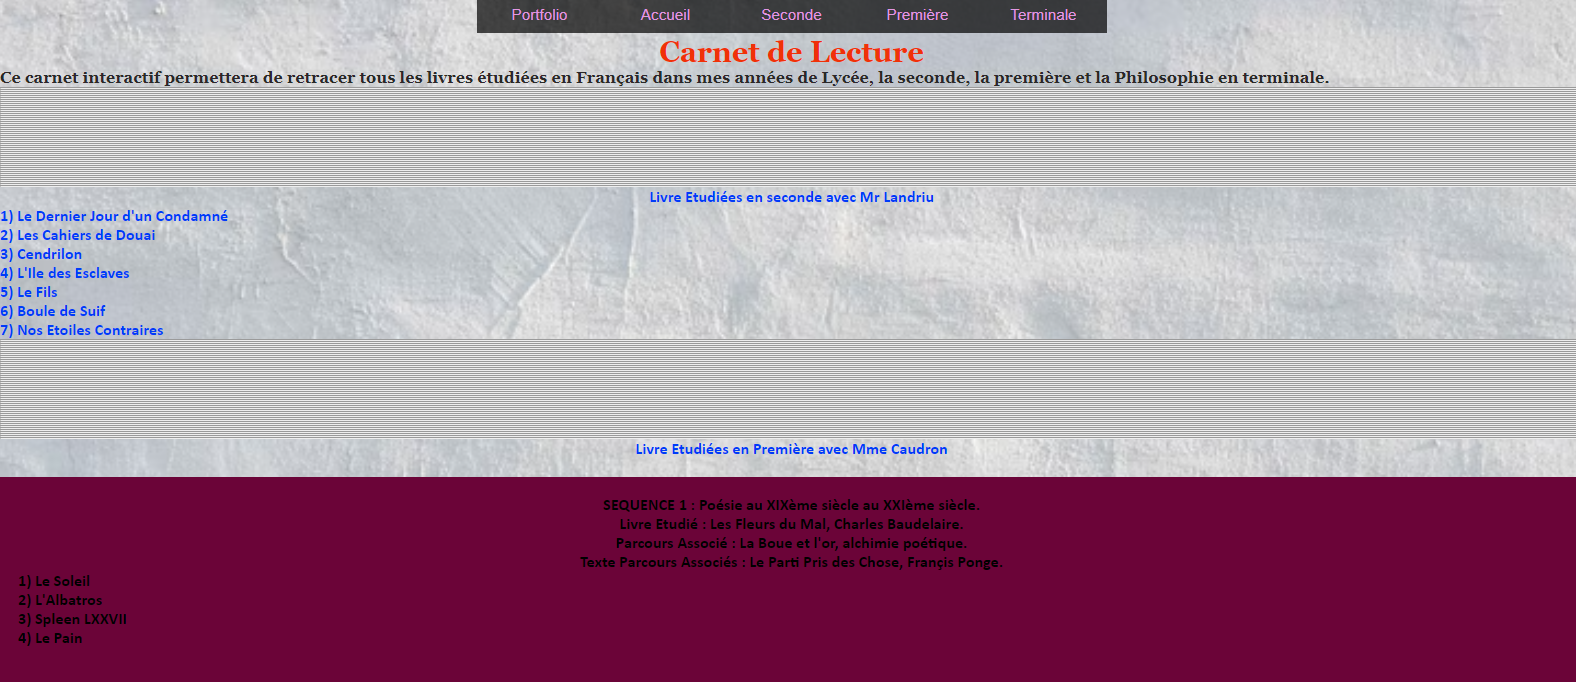 Portfolio Accueil Seconde Première Terminale
Carnet de Lecture
Ce carnet interactif permettera de retracer tous les livres étudiées en Français dans mes années de Lycée, la seconde, la première et la Philosophie en terminale.
Livre Etudiées en seconde avec Mr Landriu
1) Le Dernier Jour d'un Condamné
2) Les Cahiers de Douai
3) Cendrilon
4) L'Ile des Esclaves
5) Le Fils
6) Boule de Suif
7) Nos Etoiles Contraires
Livre Etudiées en Première avec Mme Caudron
SEQUENCE 1 : Poésie au XIXème siècle au XXIème siècle.
Livre Etudié : Les Fleurs du Mal, Charles Baudelaire.
Parcours Associé : La Boue et l'or, alchimie poétique.
Texte Parcours Associés : Le Parti Pris des Chose, Françis Ponge.
1) Le Soleil
2) L'Albatros
3) Spleen LXXVII
4) Le Pain